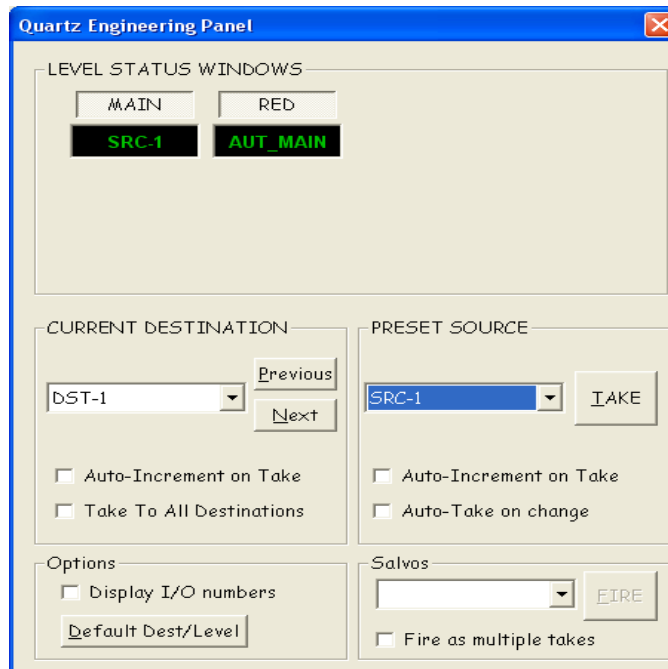 Quartz Engineering Panel
LEVEL STATUS WINDOWS
MAIN RED
SRC-1 AUT_MAIN
CURRENT DESTINATION
DST-1
Previous
Next
Auto-Increment on Take
Take To All Destinations
PRESET SOURCE
SRC-1
TAKE
Auto-Increment on Take
Auto-Take on change
Options
Display I/O numbers
Default Dest/Level
Salvos
FIRE
Fire as multiple takes